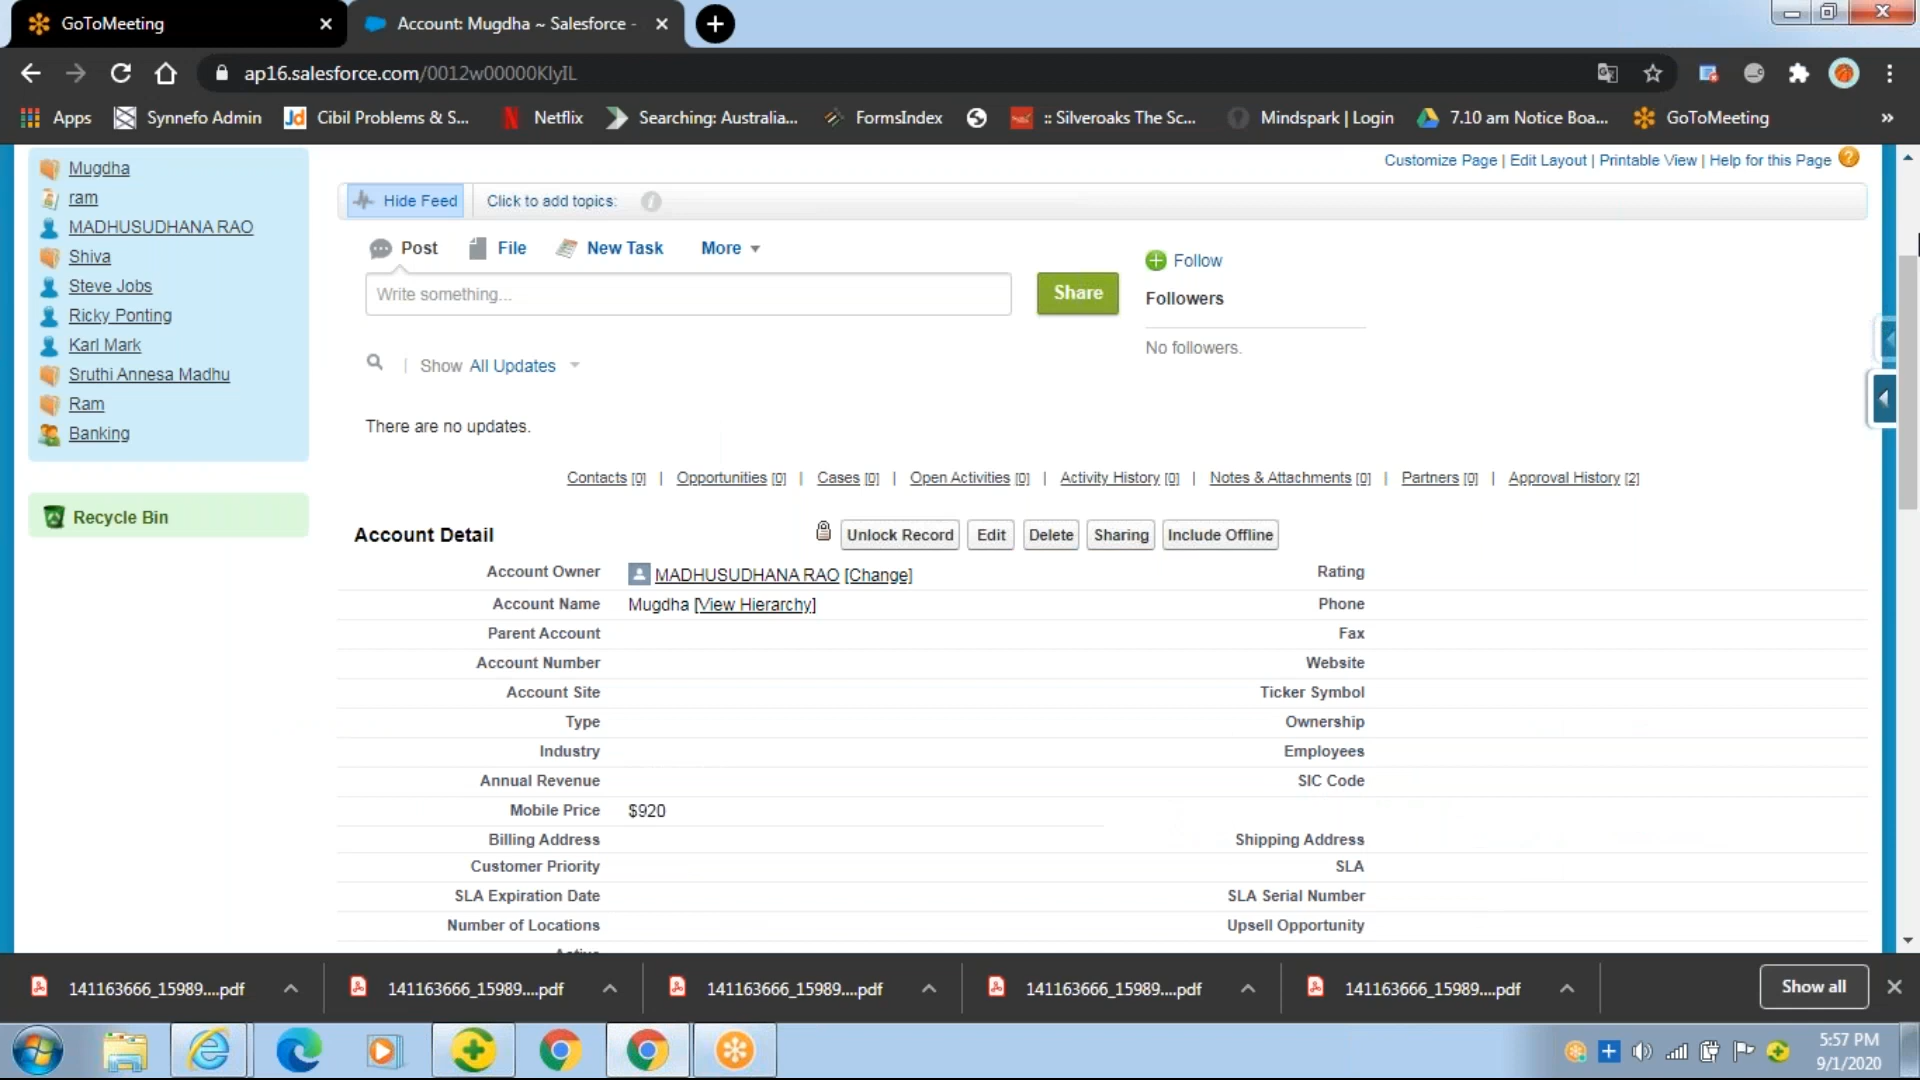 GoToMeeting
Account: Mugdha ~ Salesforce -
ap16.salesforce.com/0012w00000KlyIL
Apps
Synnefo Admin
Jd Cibil Problems & S...
Netflix
Searching: Australia...
FormsIndex
:: Silveroaks The Sc...
Mindspark | Login
7.10 am Notice Boa...
GoToMeeting
»
Customize Page | Edit Layout | Printable View | Help for this Page ?
Mugdha
ram
MADHUSUDHANA RAO
Shiva
Steve Jobs
Ricky Ponting
Karl Mark
Sruthi Annesa Madhu
Ram
Banking
Recycle Bin
Hide Feed
Click to add topics:
Post
File
New Task
More
Write something...
Share
Follow
Followers
No followers.
Show All Updates
There are no updates.
Contacts [0] | Opportunities [0] | Cases [0] | Open Activities [0] | Activity History [0] | Notes & Attachments [0] | Partners [0] | Approval History [2]
Account Detail
Unlock Record
Edit
Delete
Sharing
Include Offline
Account Owner MADHUSUDHANA RAO [Change] Rating
Account Name Mugdha [View Hierarchy] Phone
Parent Account Fax
Account Number Website
Account Site Ticker Symbol
Type Ownership
Industry Employees
Annual Revenue SIC Code
Mobile Price $920
Billing Address Shipping Address
Customer Priority SLA
SLA Expiration Date SLA Serial Number
Number of Locations Upsell Opportunity
141163666_15989....pdf
141163666_15989....pdf
141163666_15989....pdf
141163666_15989....pdf
141163666_15989....pdf
Show all
5:57 PM
9/1/2020